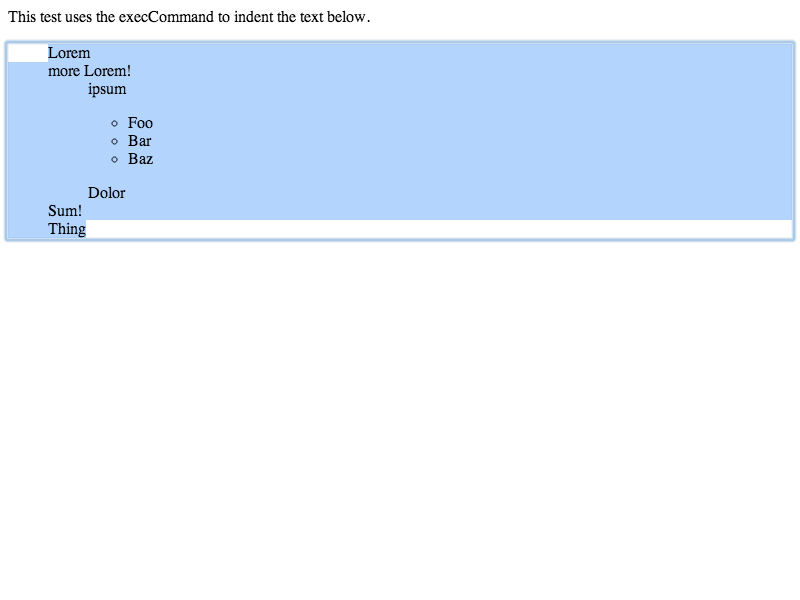 This test uses the execCommand to indent the text below.
Lorem
more Lorem!
ipsum
Foo
Bar
Baz
Dolor
Sum!
Thing